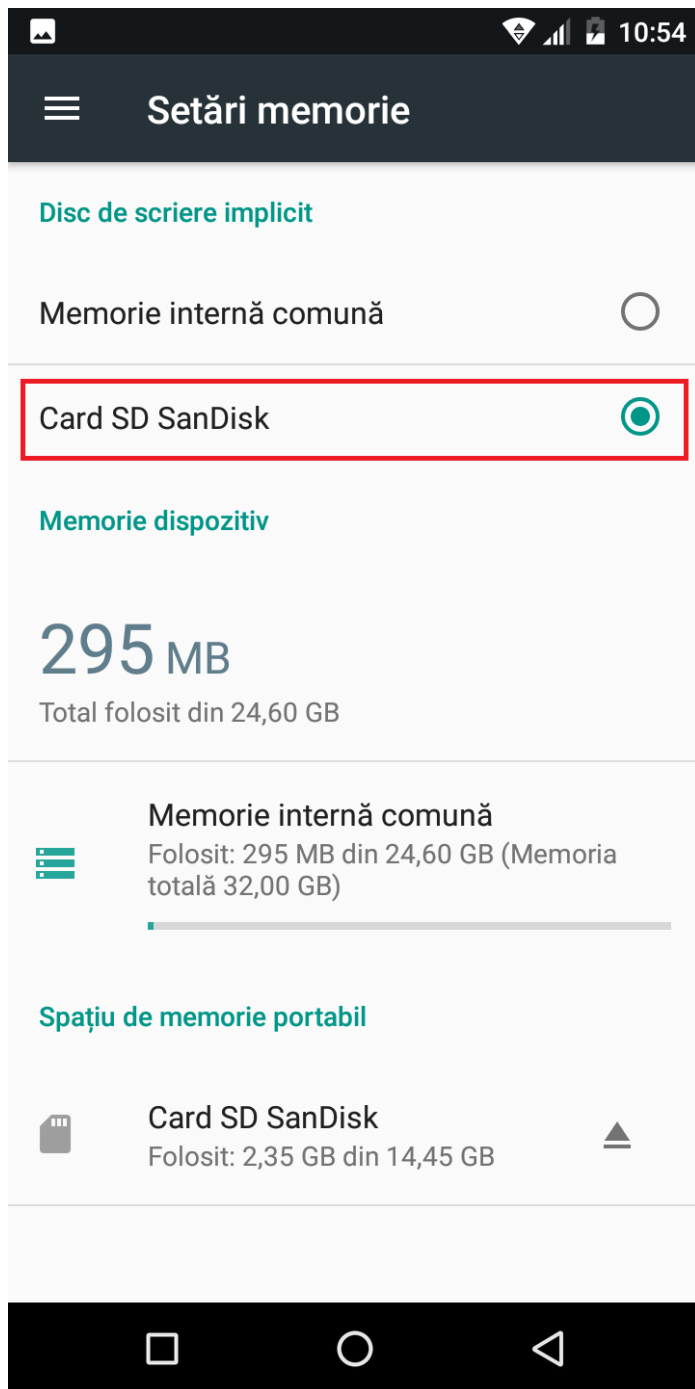 10:54
Setări memorie
Disc de scriere implicit
Memorie internă comună
Card SD SanDisk
Memorie dispozitiv
295 MB
Total folosit din 24,60 GB
Memorie internă comună
Folosit: 295 MB din 24,60 GB (Memoria
totală 32,00 GB)
Spațiu de memorie portabil
Card SD SanDisk
Folosit: 2,35 GB din 14,45 GB